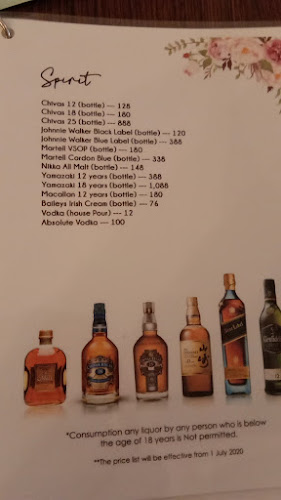 Spirit
Chivas 12 (bottle) --- 128
Chivas 18 (bottle) --- 180
Chivas 25 (bottle) --- 888
Johnnie Walker Black Label (bottle) --- 120
Johnnie Walker Blue Label (bottle) --- 388
Martell VSOP (bottle) --- 180
Martell Cordon Blue (bottle) --- 338
Nikka All Malt (bottle) --- 148
Yamazaki 12 years (bottle) --- 388
Yamazaki 18 years (bottle) --- 1,088
Macallan 12 years (bottle) --- 180
Baileys Irish Cream (bottle) --- 76
Vodka (house Pour) --- 12
Absolute Vodka --- 100
山崎
*Consumption any liquor by any person who is below
the age of 18 years is Not permitted.
**The price list will be effective from 1 July 2020